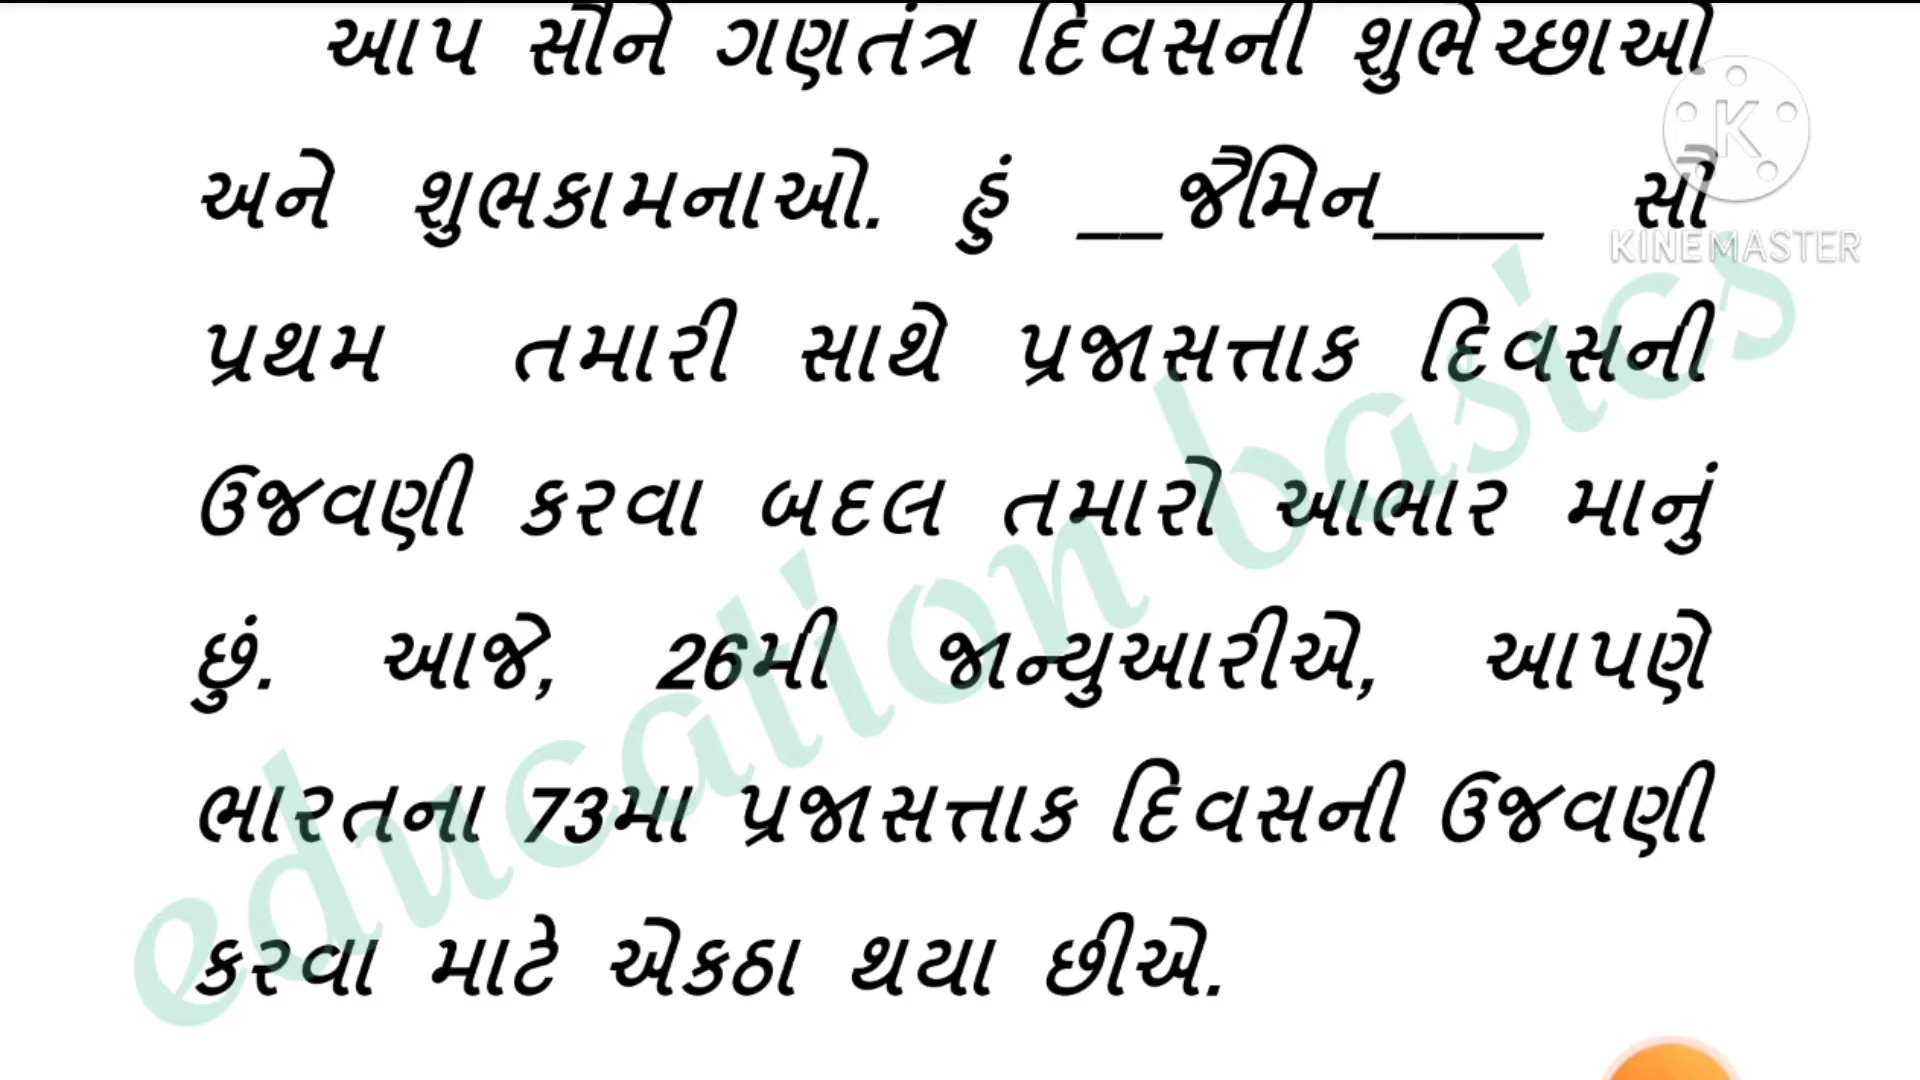 આપ સૌને ગણતંત્ર દિવસની શુભેચ્છાઓ
અને શુભકામનાઓ. હું __જૈમિન____ સૌ
પ્રથમ તમારી સાથે પ્રજાસત્તાક દિવસની
ઉજવણી કરવા બદલ તમારો આભાર માનું
છું. આજે, 26મી જાન્યુઆરીએ, આપણે
ભારતના 73મા પ્રજાસત્તાક દિવસની ઉજવણી
કરવા માટે એકઠા થયા છીએ.
K
KINEMASTER
education basics